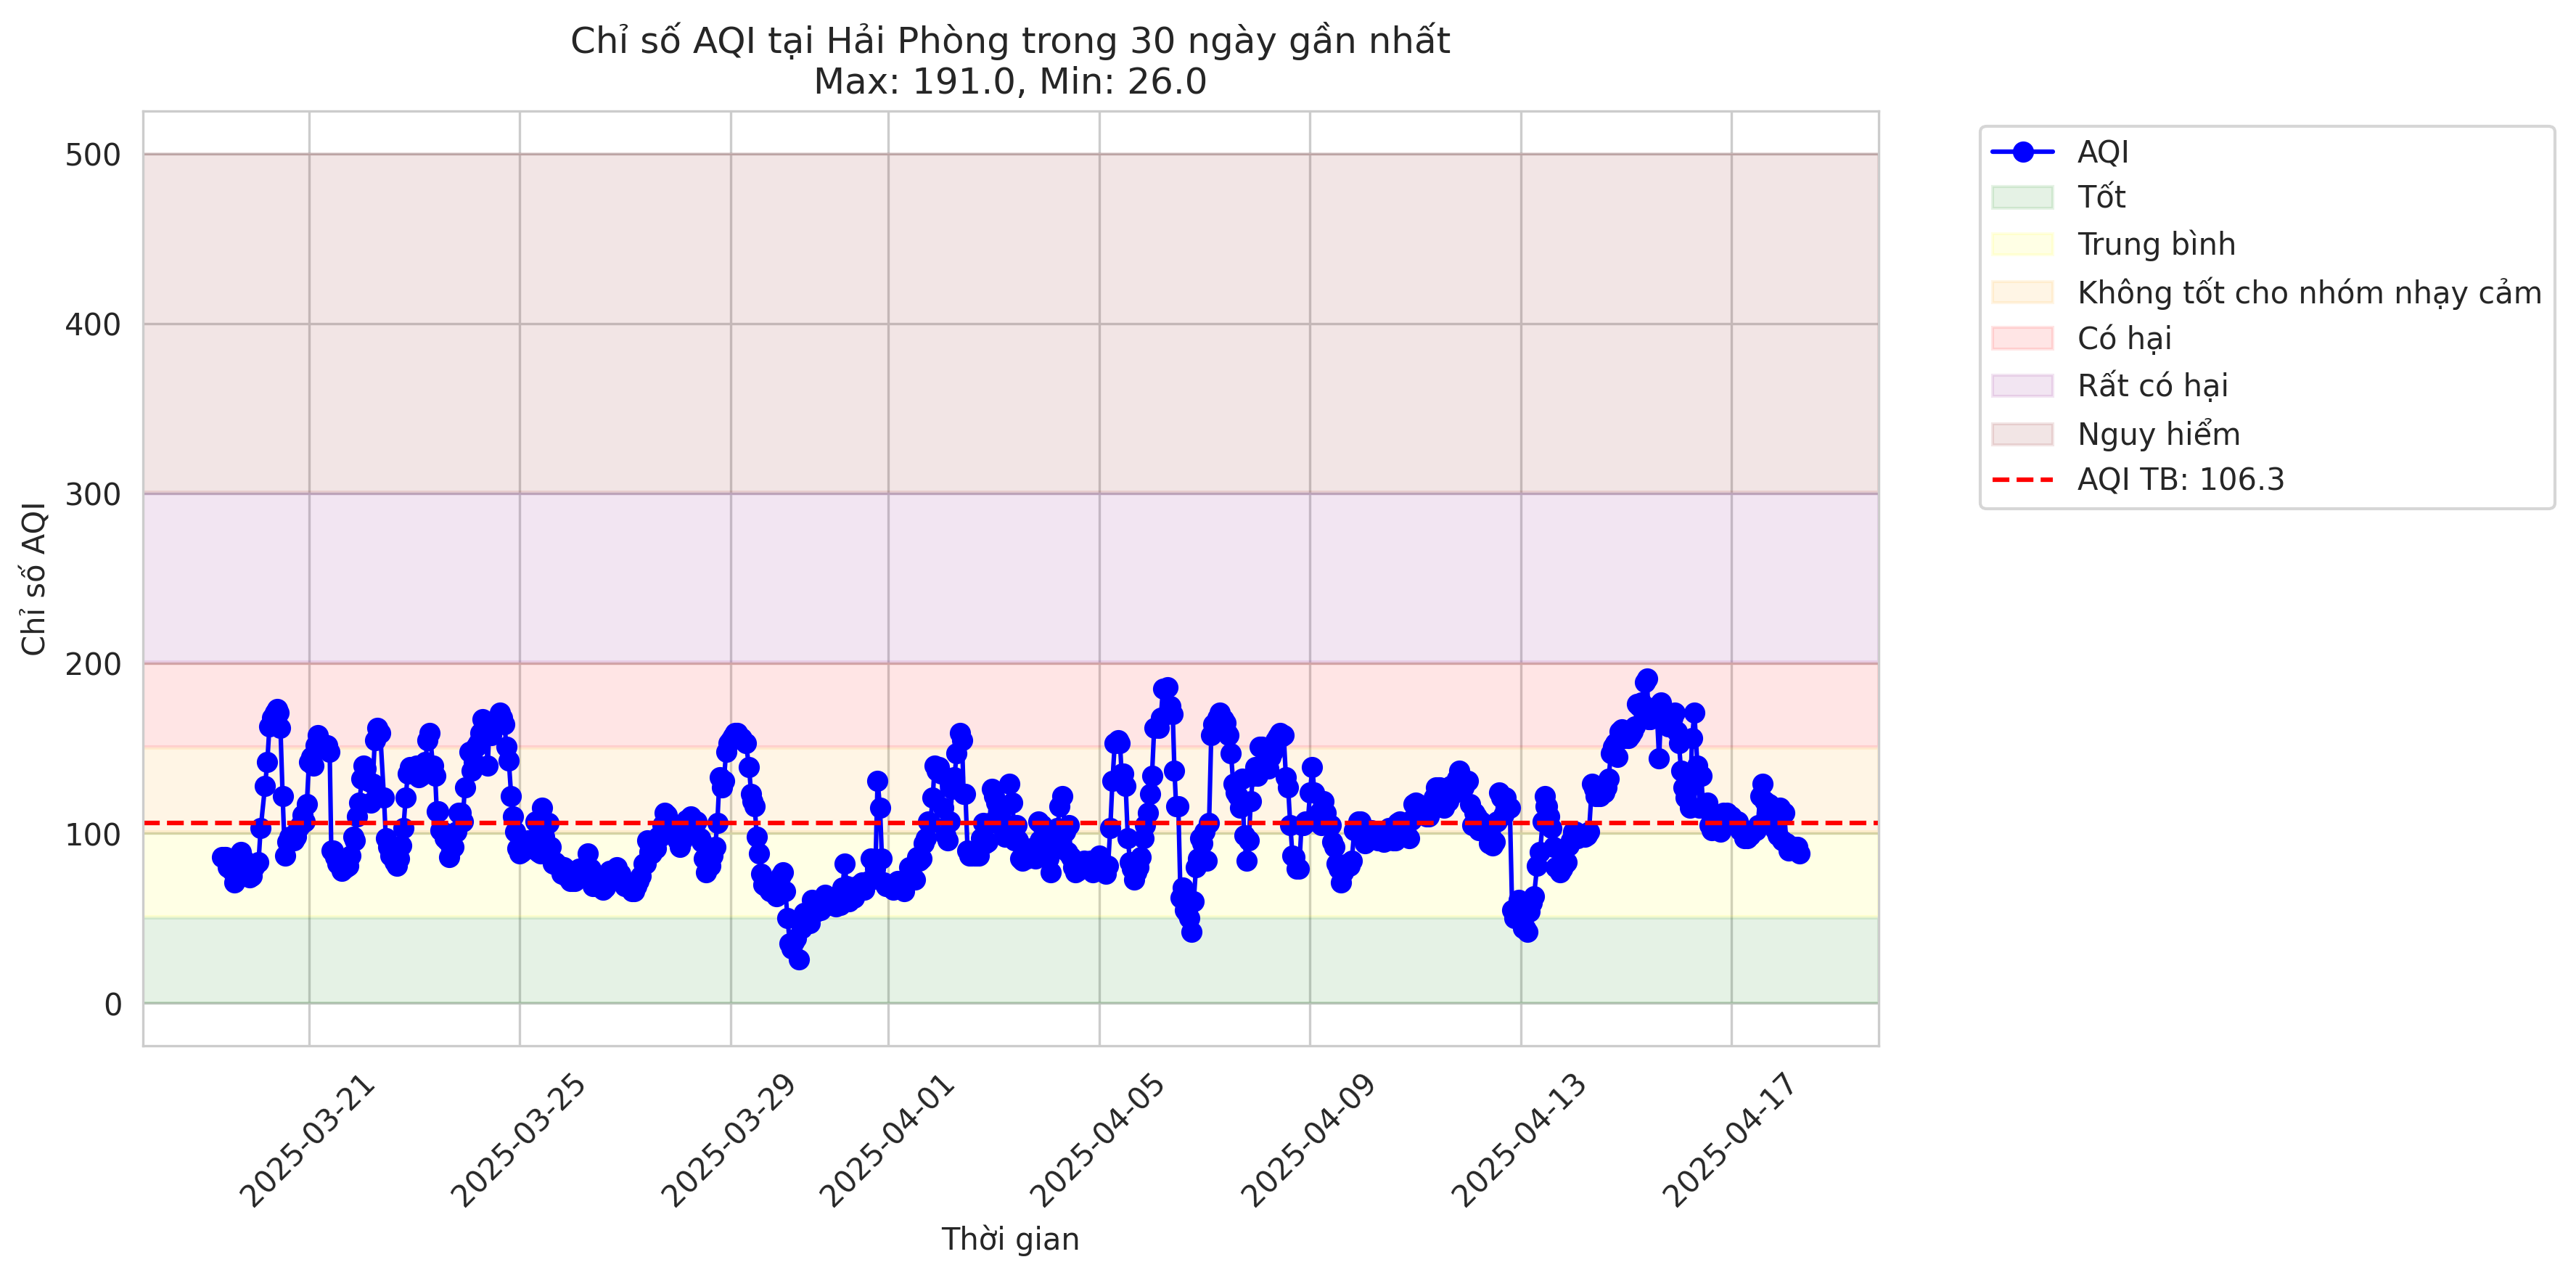 Chỉ số AQI tại Hải Phòng trong 30 ngày gần nhất
Max: 191.0, Min: 26.0
Chỉ số AQI
500
400
300
200
100
0
2025-03-21
2025-03-25
2025-03-29
2025-04-01
2025-04-05
2025-04-09
2025-04-13
2025-04-17
Thời gian
AQI
Tốt
Trung bình
Không tốt cho nhóm nhạy cảm
Có hại
Rất có hại
Nguy hiểm
AQI TB: 106.3